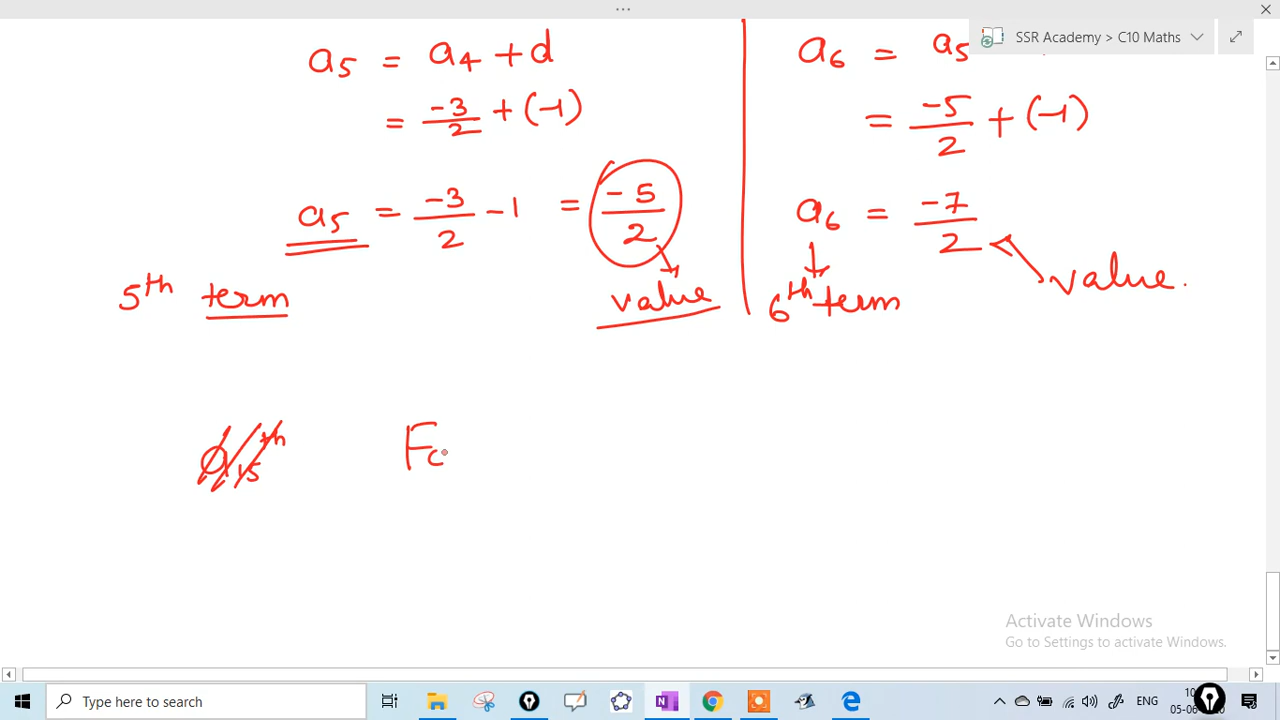 SSR Academy > C10 Maths
a5 = a4 + d
= -3/2 + (-1)
a5 = -3/2 - 1 = -5/2
5th term
value
a6 = a5
= -5/2 + (-1)
a6 = -7/2
6th term
value.
a15th
Fo
Activate Windows
Go to Settings to activate Windows.
Type here to search
ENG